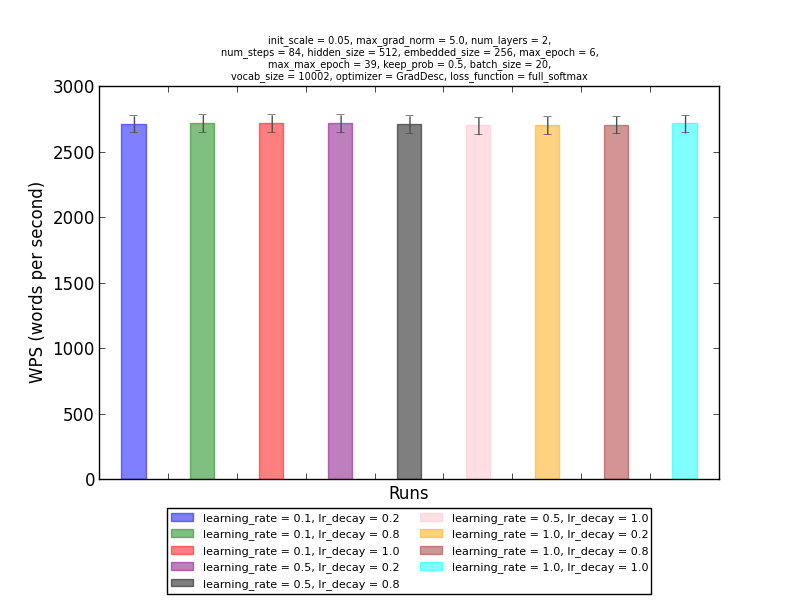 init_scale = 0.05, max_grad_norm = 5.0, num_layers = 2,
num_steps = 84, hidden_size = 512, embedded_size = 256, max_epoch = 6,
max_max_epoch = 39, keep_prob = 0.5, batch_size = 20,
vocab_size = 10002, optimizer = GradDesc, loss_function = full_softmax
3000
2500
2000
1500
1000
500
0
WPS (words per second)
Runs
learning_rate = 0.1, lr_decay = 0.2
learning_rate = 0.1, lr_decay = 0.8
learning_rate = 0.1, lr_decay = 1.0
learning_rate = 0.5, lr_decay = 0.2
learning_rate = 0.5, lr_decay = 0.8
learning_rate = 0.5, lr_decay = 1.0
learning_rate = 1.0, lr_decay = 0.2
learning_rate = 1.0, lr_decay = 0.8
learning_rate = 1.0, lr_decay = 1.0